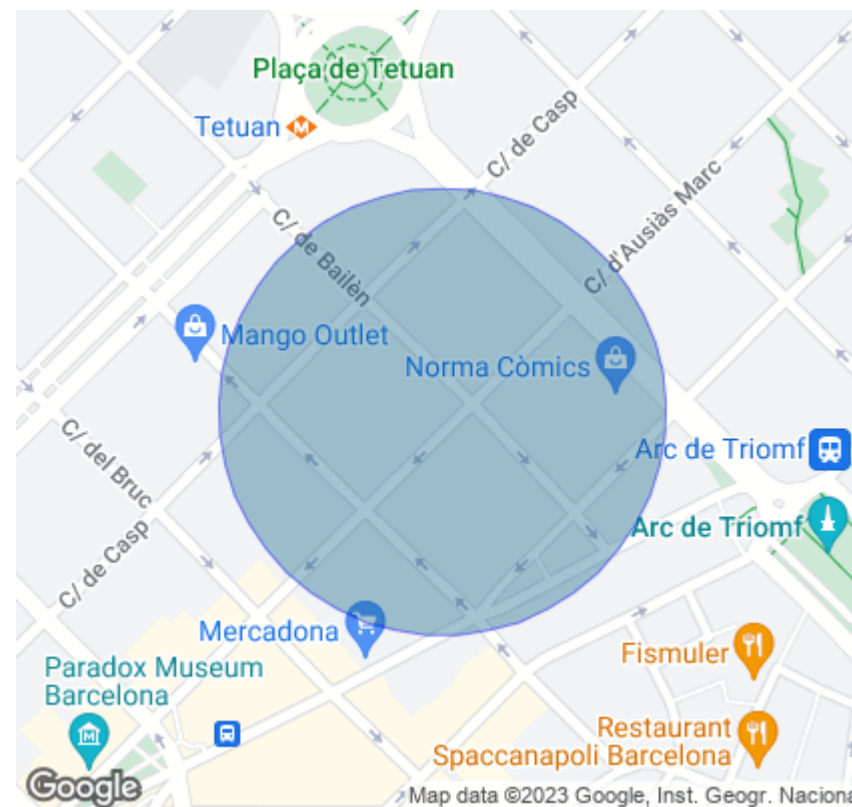 Plaça de Tetuan
Tetuan
C/ de Casp
C/ d'Ausiàs Marc
C/ de Bailèn
Mango Outlet
Norma Còmics
C/ del Bruc
Arc de Triomf
C/ de Casp
Arc de Triomf
Mercadona
Fismuler
Paradox Museum
Barcelona
Restaurant
Spaccanapoli Barcelona
Google
Map data ©2023 Google, Inst. Geogr. Naciona